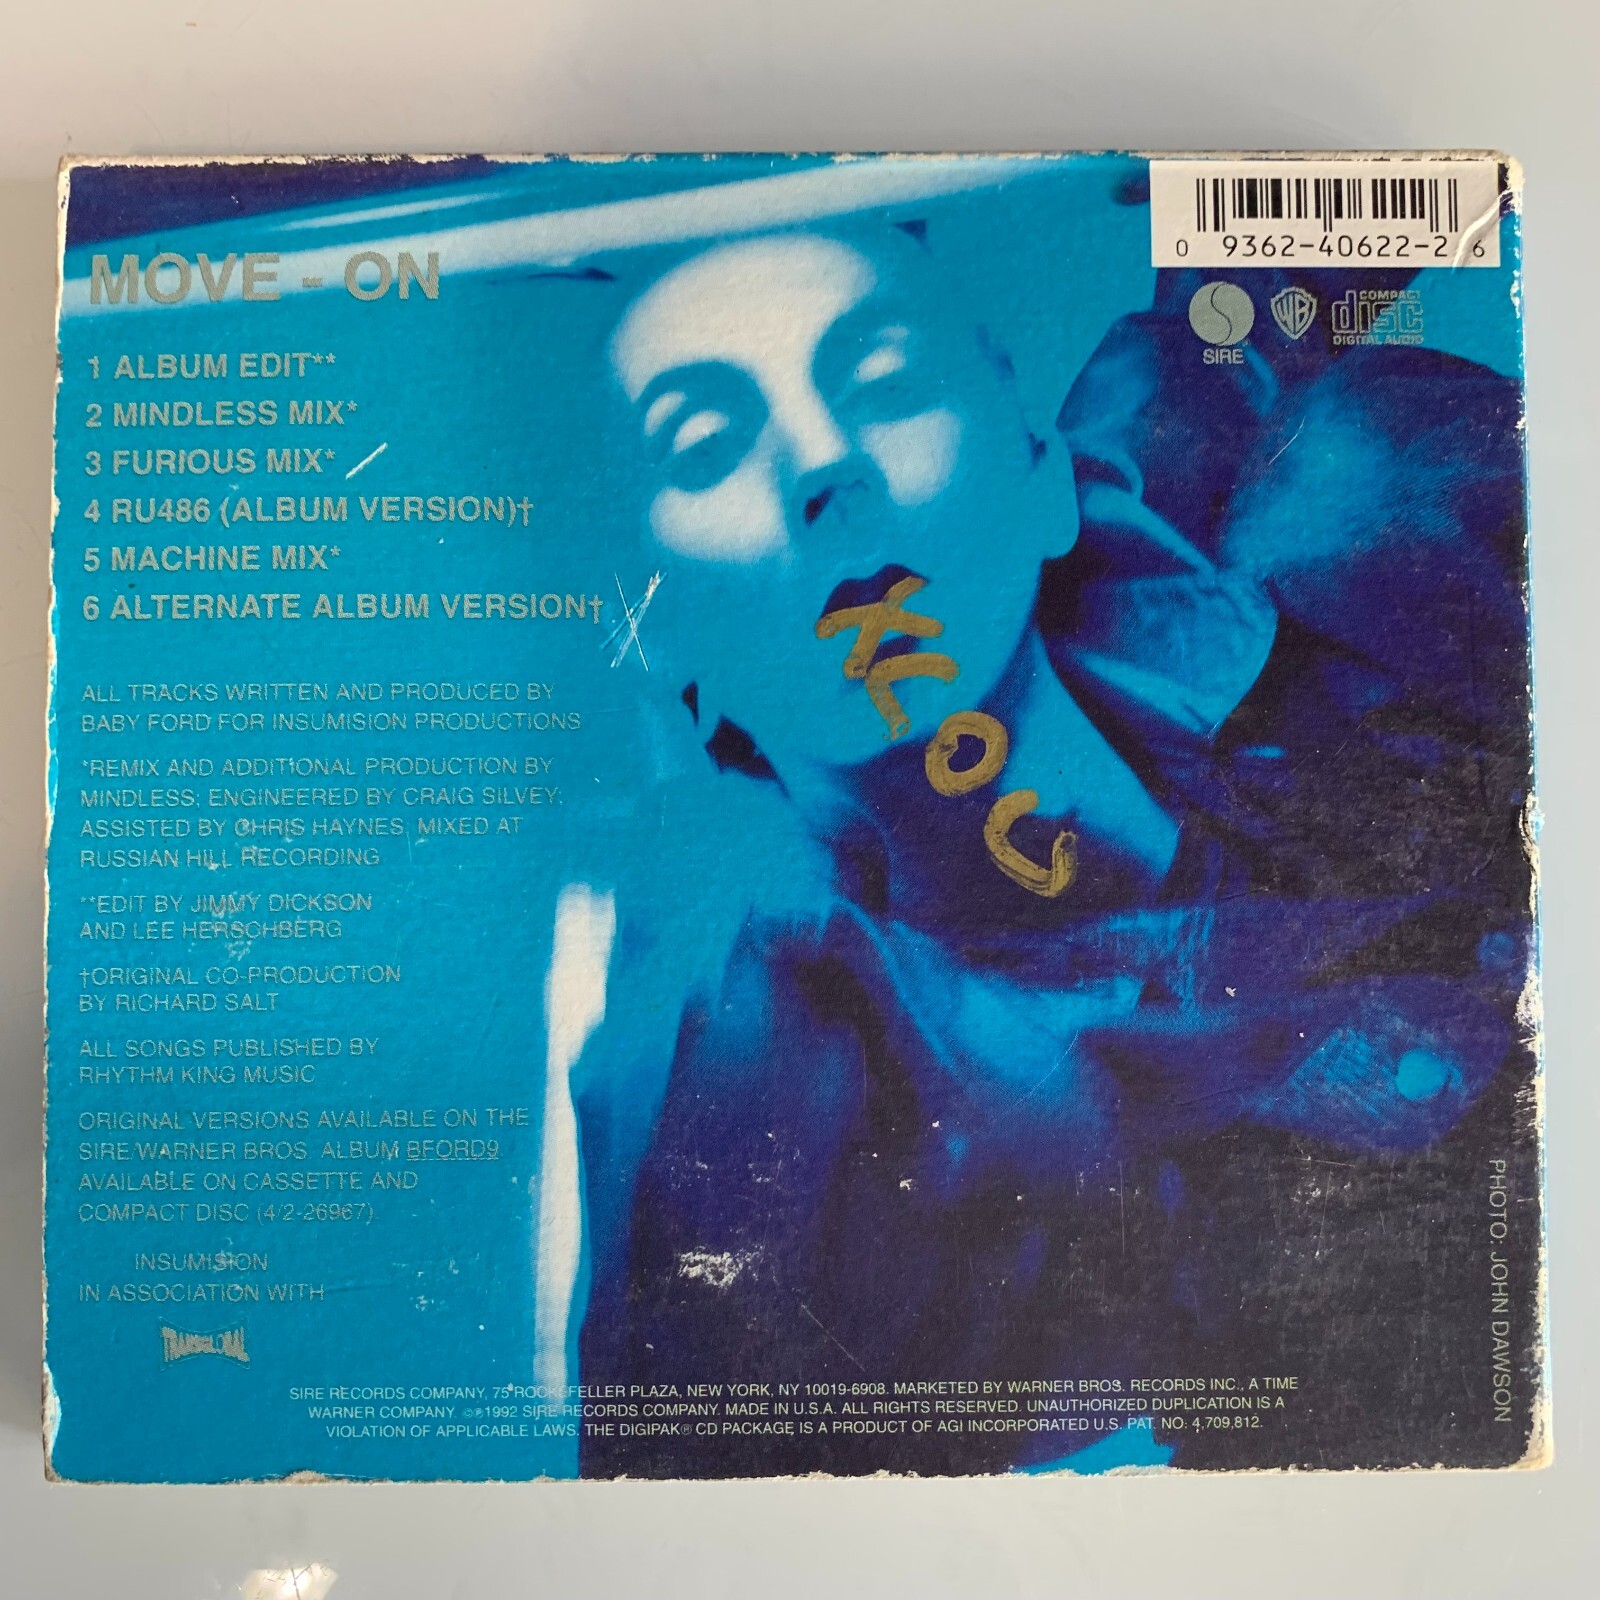 0 9362-40622-2 6
MOVE - ON
SIRE
WB
COMPACT
disc
DIGITAL AUDIO
1 ALBUM EDIT**
2 MINDLESS MIX*
3 FURIOUS MIX*
4 RU486 (ALBUM VERSION)†
5 MACHINE MIX*
6 ALTERNATE ALBUM VERSION†
ALL TRACKS WRITTEN AND PRODUCED BY
BABY FORD FOR INSUMISION PRODUCTIONS
*REMIX AND ADDITIONAL PRODUCTION BY
MINDLESS; ENGINEERED BY CRAIG SILVEY;
ASSISTED BY CHRIS HAYNES; MIXED AT
RUSSIAN HILL RECORDING
**EDIT BY JIMMY DICKSON
AND LEE HERSCHBERG
†ORIGINAL CO-PRODUCTION
BY RICHARD SALT
ALL SONGS PUBLISHED BY
RHYTHM KING MUSIC
ORIGINAL VERSIONS AVAILABLE ON THE
SIRE/WARNER BROS. ALBUM BFORD9
AVAILABLE ON CASSETTE AND
COMPACT DISC (4/2-26967).
INSUMISION
IN ASSOCIATION WITH
TRANSGLOBAL
PHOTO: JOHN DAWSON
SIRE RECORDS COMPANY, 75 ROCKEFELLER PLAZA, NEW YORK, NY 10019-6908. MARKETED BY WARNER BROS. RECORDS INC., A TIME
WARNER COMPANY. ©℗1992 SIRE RECORDS COMPANY. MADE IN U.S.A. ALL RIGHTS RESERVED. UNAUTHORIZED DUPLICATION IS A
VIOLATION OF APPLICABLE LAWS. THE DIGIPAK® CD PACKAGE IS A PRODUCT OF AGI INCORPORATED U.S. PAT. NO: 4,709,812.